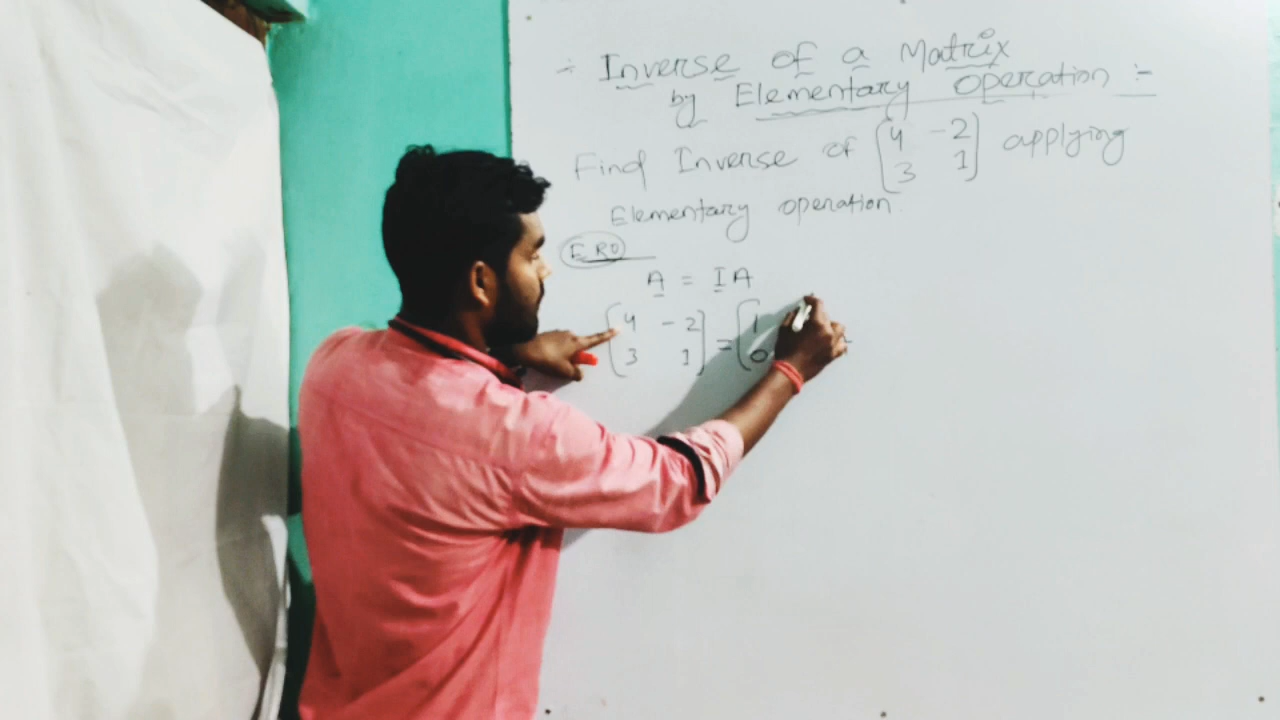 ÷ Inverse of a Matrix
by Elementary Operation :-
Find Inverse of [4 -2
3 1] applying
Elementary operation.
ERO
A = IA
[4 -2
3 1] = [1
0